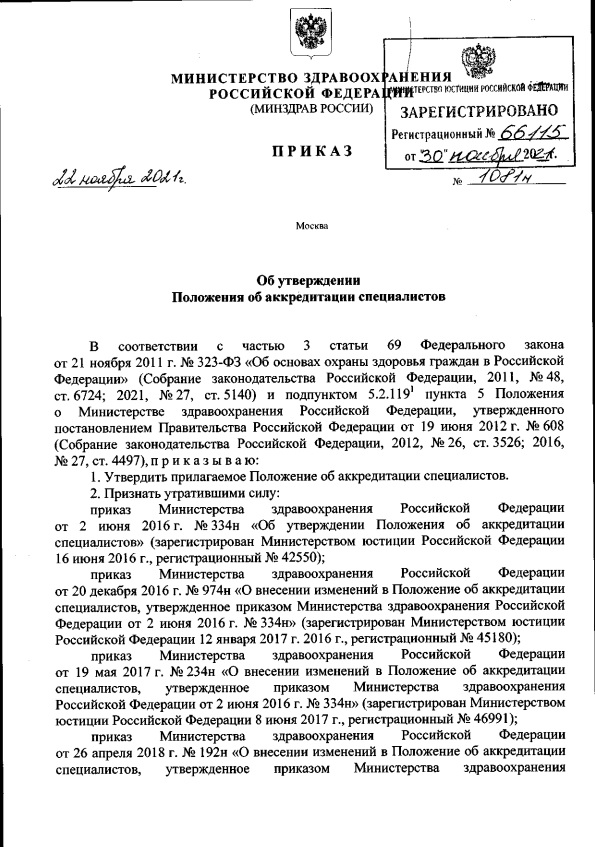 МИНИСТЕРСТВО ЗДРАВООХРАНЕНИЯ
РОССИЙСКОЙ ФЕДЕРАЦИИ
(МИНЗДРАВ РОССИИ)
МИНИСТЕРСТВО ЮСТИЦИИ РОССИЙСКОЙ ФЕДЕРАЦИИ
ЗАРЕГИСТРИРОВАНО
Регистрационный № 66115
от "30" ноября 2021.
ПРИКАЗ
22 ноября 2021г.
№ 1081н
Москва
Об утверждении
Положения об аккредитации специалистов
В соответствии с частью 3 статьи 69 Федерального закона
от 21 ноября 2011 г. № 323-ФЗ «Об основах охраны здоровья граждан в Российской
Федерации» (Собрание законодательства Российской Федерации, 2011, № 48,
ст. 6724; 2021, № 27, ст. 5140) и подпунктом 5.2.119¹ пункта 5 Положения
о Министерстве здравоохранения Российской Федерации, утвержденного
постановлением Правительства Российской Федерации от 19 июня 2012 г. № 608
(Собрание законодательства Российской Федерации, 2012, № 26, ст. 3526; 2016,
№ 27, ст. 4497), приказываю:
1. Утвердить прилагаемое Положение об аккредитации специалистов.
2. Признать утратившими силу:
приказ Министерства здравоохранения Российской Федерации
от 2 июня 2016 г. № 334н «Об утверждении Положения об аккредитации
специалистов» (зарегистрирован Министерством юстиции Российской Федерации
16 июня 2016 г., регистрационный № 42550);
приказ Министерства здравоохранения Российской Федерации
от 20 декабря 2016 г. № 974н «О внесении изменений в Положение об аккредитации
специалистов, утвержденное приказом Министерства здравоохранения Российской
Федерации от 2 июня 2016 г. № 334н» (зарегистрирован Министерством юстиции
Российской Федерации 12 января 2017 г. 2016 г., регистрационный № 45180);
приказ Министерства здравоохранения Российской Федерации
от 19 мая 2017 г. № 234н «О внесении изменений в Положение об аккредитации
специалистов, утвержденное приказом Министерства здравоохранения
Российской Федерации от 2 июня 2016 г. № 334н» (зарегистрирован Министерством
юстиции Российской Федерации 8 июня 2017 г., регистрационный № 46991);
приказ Министерства здравоохранения Российской Федерации
от 26 апреля 2018 г. № 192н «О внесении изменений в Положение об аккредитации
специалистов, утвержденное приказом Министерства здравоохранения